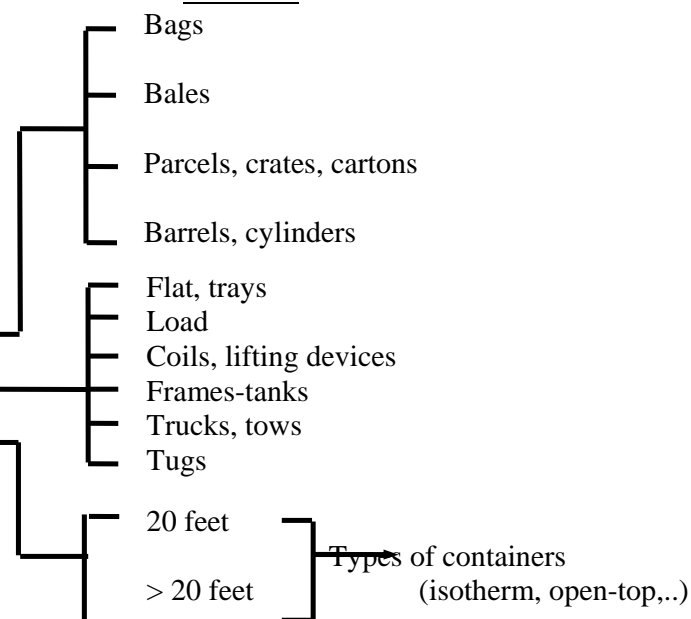 Bags
Bales
Parcels, crates, cartons
Barrels, cylinders
Flat, trays
Load
Coils, lifting devices
Frames-tanks
Trucks, tows
Tugs
20 feet
Types of containers
> 20 feet
(isotherm, open-top,..)